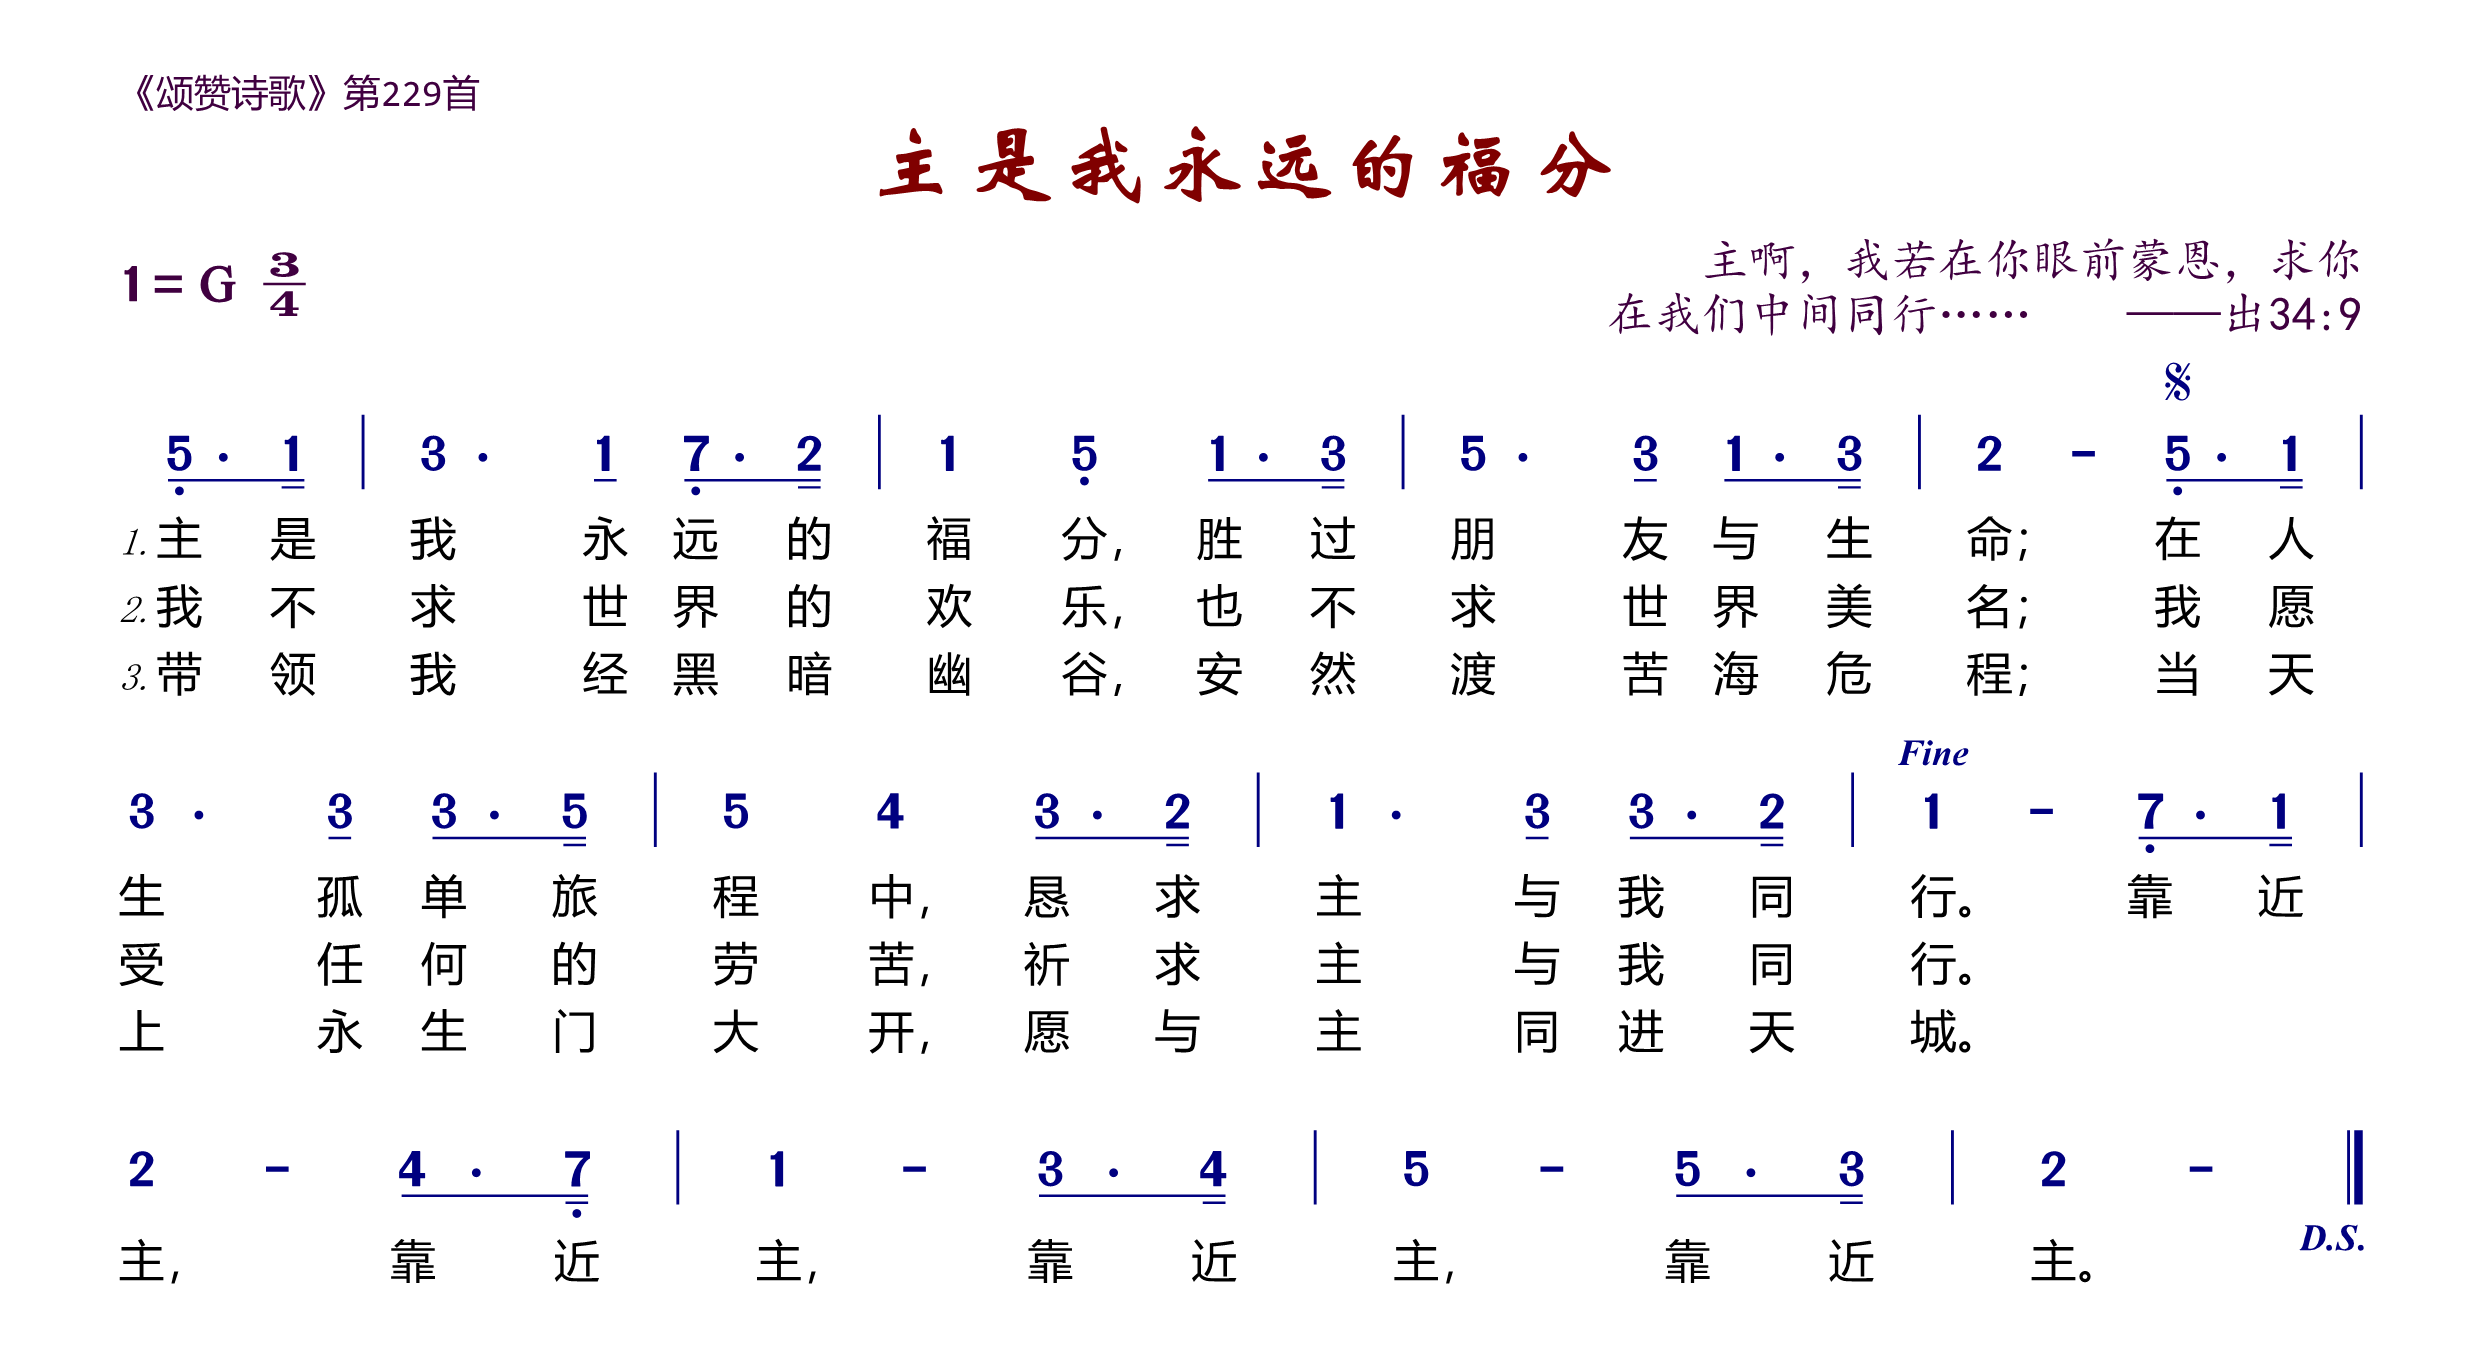 《颂赞诗歌》第229首
主是我永远的福分
1=G 3/4
主啊，我若在你眼前蒙恩，求你
在我们中间同行…… ——出34:9
5· 1 | 3· 1 7· 2 | 1 5 1· 3 | 5· 3 1· 3 | 2 - 5· 1 |
1.主是我永远的福分，胜过朋友与生命；在人
2.我不求世界的欢乐，也不求世界美名；我愿
3.带领我经黑暗幽谷，安然渡苦海危程；当天
Fine
3· 3 3· 5 | 5 4 3· 2 | 1· 3 3· 2 | 1 - 7· 1 |
生孤单旅程中，恳求主与我同行。靠近
受任何的劳苦，祈求主与我同行。
上永生门大开，愿与主同进天城。
2 - 4· 7 | 1 - 3· 4 | 5 - 5· 3 | 2 - ‖
D.S.
主，靠近主，靠近主，靠近主。